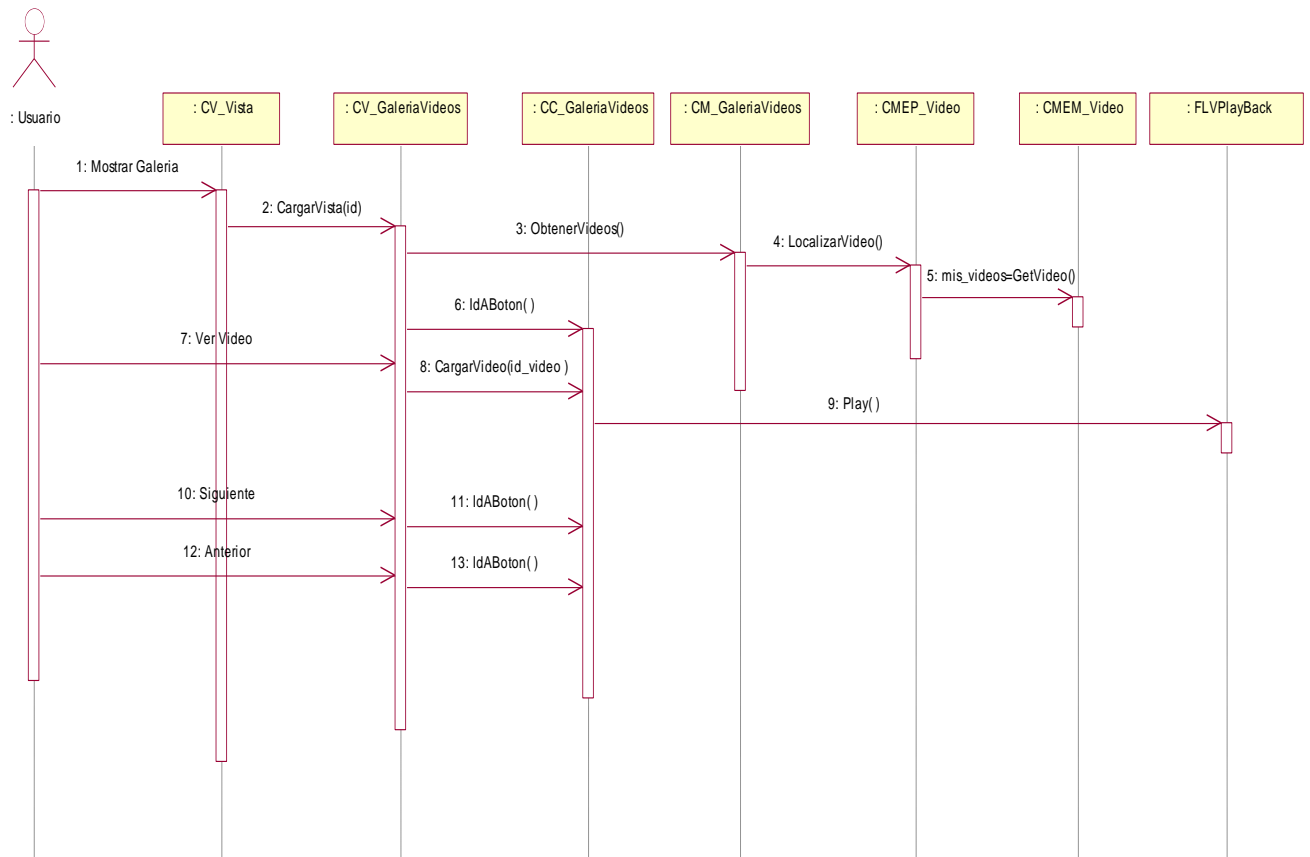 : Usuario
: CV_Vista
: CV_GaleriaVideos
: CC_GaleriaVideos
: CM_GaleriaVideos
: CMEP_Video
: CMEM_Video
: FLVPlayBack
1: Mostrar Galeria
2: CargarVista(id)
3: ObtenerVideos()
4: LocalizarVideo()
5: mis_videos=GetVideo()
6: IdABoton( )
7: Ver Video
8: CargarVideo(id_video )
9: Play( )
10: Siguiente
11: IdABoton( )
12: Anterior
13: IdABoton( )